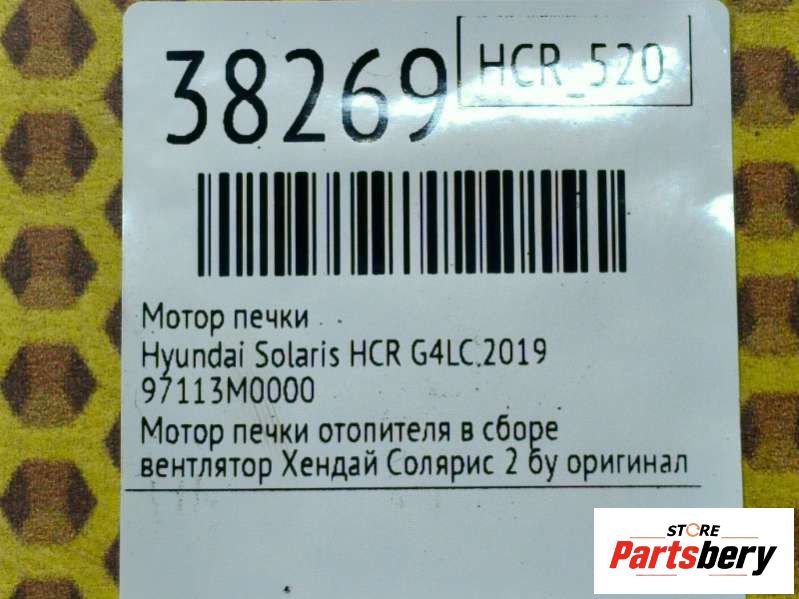 38269
HCR_520
Мотор печки
Hyundai Solaris HCR G4LC 2019
97113M0000
Мотор печки отопителя в сборе
вентлятор Хендай Солярис 2 бу оригинал
STORE
Partsbery